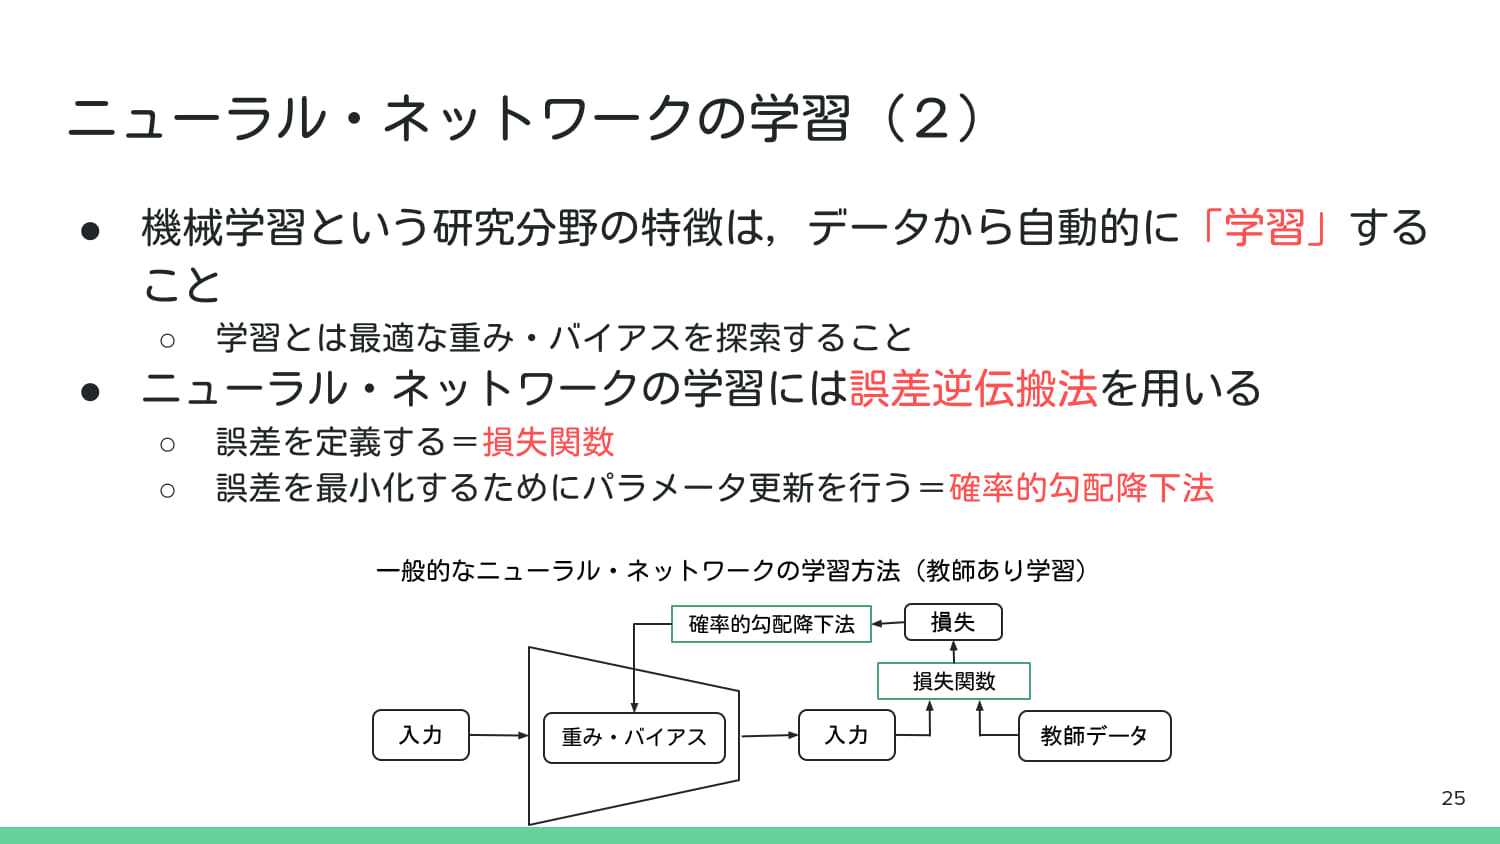 ニューラル・ネットワークの学習（２）
● 機械学習という研究分野の特徴は，データから自動的に「学習」する
こと
○ 学習とは最適な重み・バイアスを探索すること
● ニューラル・ネットワークの学習には誤差逆伝搬法を用いる
○ 誤差を定義する＝損失関数
○ 誤差を最小化するためにパラメータ更新を行う＝確率的勾配降下法
一般的なニューラル・ネットワークの学習方法（教師あり学習）
確率的勾配降下法
損失
損失関数
入力
重み・バイアス
入力
教師データ
25